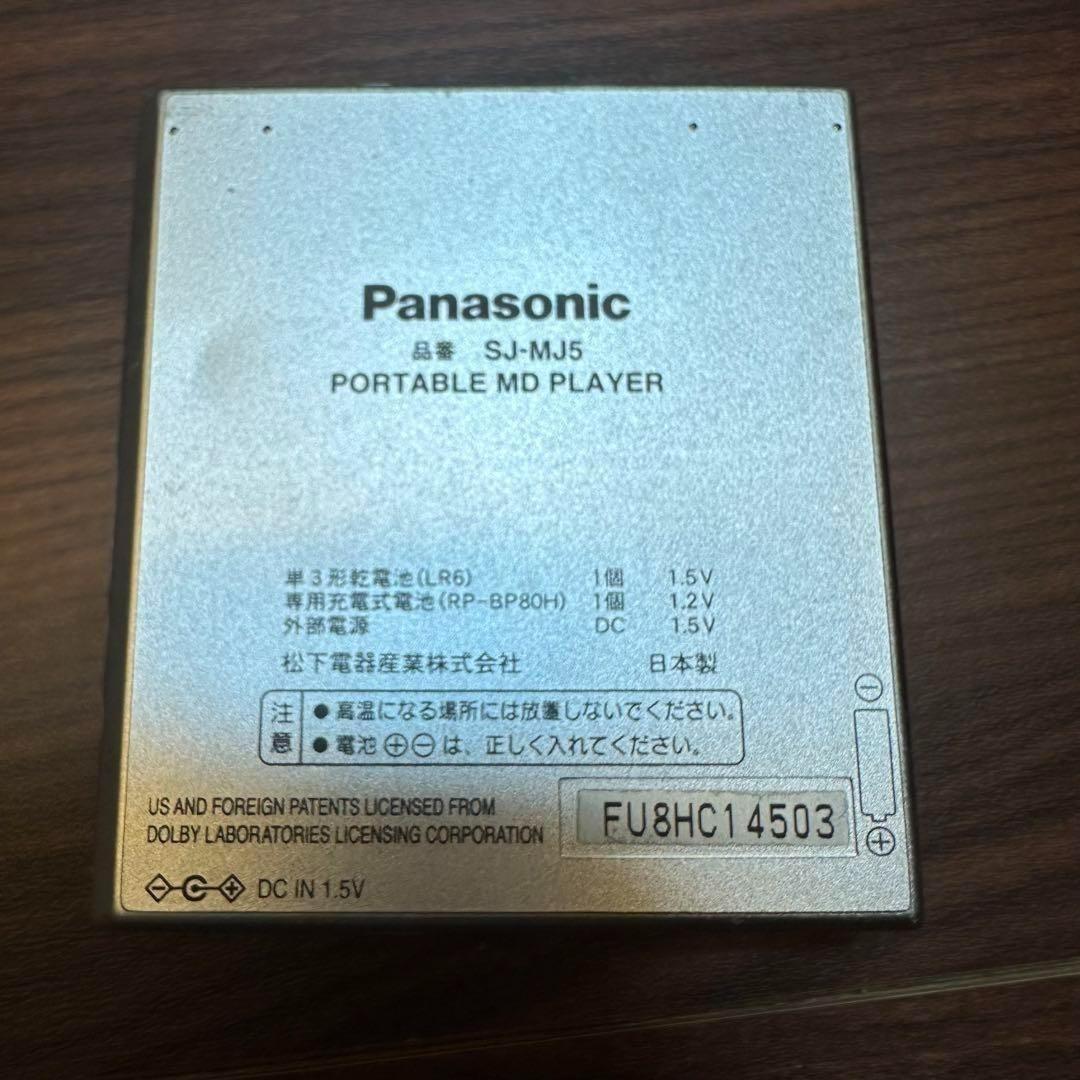 Panasonic
品番 SJ-MJ5
PORTABLE MD PLAYER
単3形乾電池(LR6) 1個 1.5V
専用充電式電池(RP-BP80H) 1個 1.2V
外部電源 DC 1.5V
松下電器産業株式会社 日本製
注意
●高温になる場所には放置しないでください。
●電池⊕⊖は、正しく入れてください。
⊖
⊕
US AND FOREIGN PATENTS LICENSED FROM
DOLBY LABORATORIES LICENSING CORPORATION
FU8HC14503
DC IN 1.5V